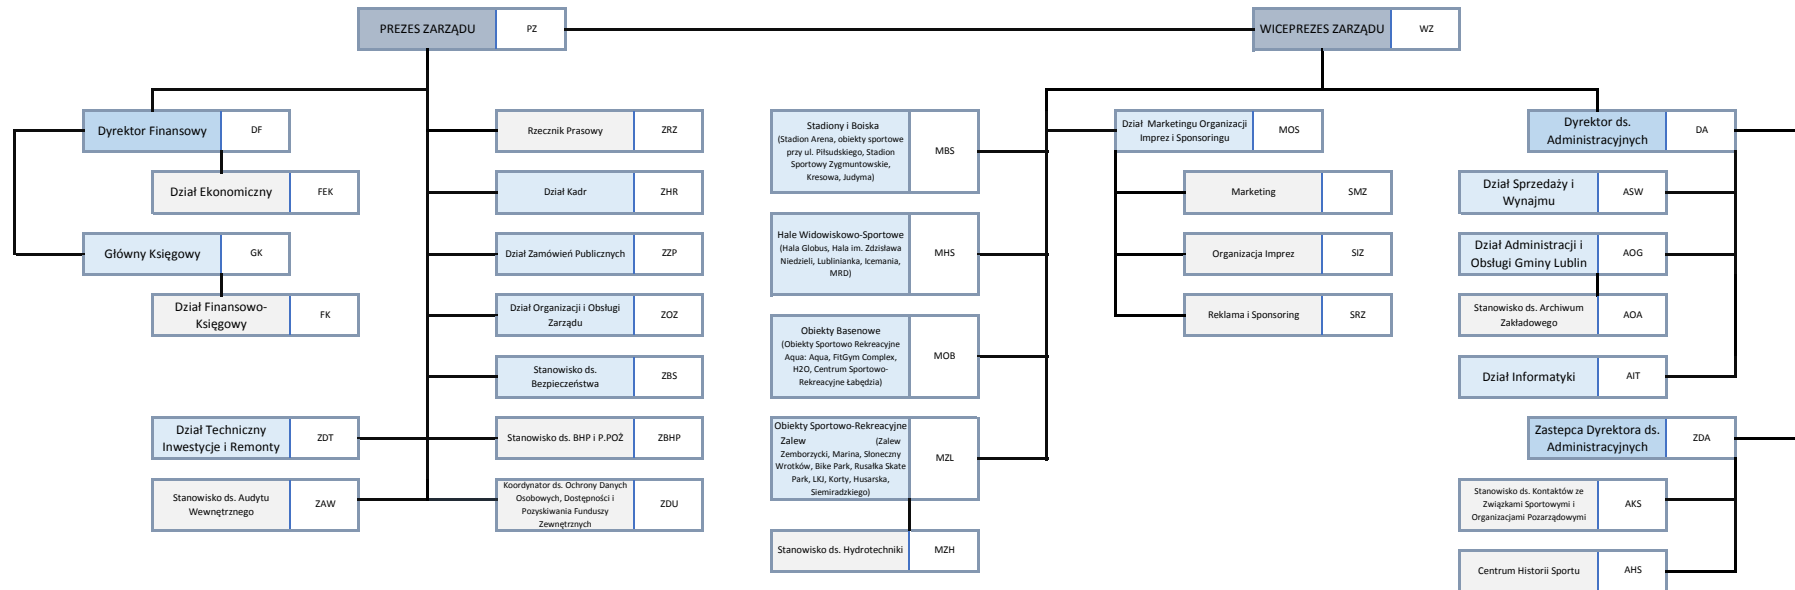 PREZES ZARZĄDU
PZ
WICEPREZES ZARZĄDU
WZ
Dyrektor Finansowy
DF
Dział Ekonomiczny
FEK
Główny Księgowy
GK
Dział Finansowo-
Księgowy
FK
Dział Techniczny
Inwestycje i Remonty
ZDT
Stanowisko ds. Audytu
Wewnętrznego
ZAW
Rzecznik Prasowy
ZRZ
Dział Kadr
ZHR
Dział Zamówień Publicznych
ZZP
Dział Organizacji i Obsługi
Zarządu
ZOZ
Stanowisko ds.
Bezpieczeństwa
ZBS
Stanowisko ds. BHP i P.POŻ
ZBHP
Koordynator ds. Ochrony Danych
Osobowych, Dostępności i
Pozyskiwania Funduszy
Zewnętrznych
ZDU
Stadiony i Boiska
(Stadion Arena, obiekty sportowe
przy ul. Piłsudskiego, Stadion
Sportowy Zygmuntowskie,
Kresowa, Judyma)
MBS
Hale Widowiskowo-Sportowe
(Hala Globus, Hala im. Zdzisława
Niedzieli, Lublinianka, Icemania,
MRD)
MHS
Obiekty Basenowe
(Obiekty Sportowo Rekreacyjne
Aqua: Aqua, FitGym Complex,
H2O, Centrum Sportowo-
Rekreacyjne Łabędzia)
MOB
Obiekty Sportowo-Rekreacyjne
Zalew (Zalew
Zemborzycki, Marina, Słoneczny
Wrotków, Bike Park, Rusałka Skate
Park, LKJ, Korty, Husarska,
Siemiradzkiego)
MZL
Stanowisko ds. Hydrotechniki
MZH
Dział Marketingu Organizacji
Imprez i Sponsoringu
MOS
Marketing
SMZ
Organizacja Imprez
SIZ
Reklama i Sponsoring
SRZ
Dyrektor ds.
Administracyjnych
DA
Dział Sprzedaży i
Wynajmu
ASW
Dział Administracji i
Obsługi Gminy Lublin
AOG
Stanowisko ds. Archiwum
Zakładowego
AOA
Dział Informatyki
AIT
Zastepca Dyrektora ds.
Administracyjnych
ZDA
Stanowisko ds. Kontaktów ze
Związkami Sportowymi i
Organizacjami Pozarządowymi
AKS
Centrum Historii Sportu
AHS